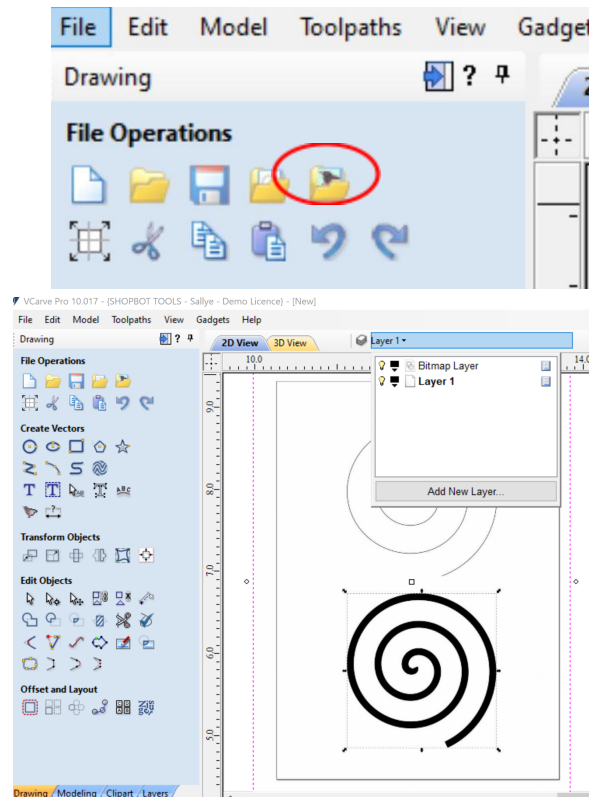 File Edit Model Toolpaths View Gadget
Drawing ?
2
File Operations
VCarve Pro 10.017 - {SHOPBOT TOOLS - Sallye - Demo Licence} - [New]
File Edit Model Toolpaths View Gadgets Help
Drawing ? 2D View 3D View Layer 1
File Operations
10.0 14.0
Bitmap Layer
Layer 1
Add New Layer...
Create Vectors
9.0
T T ABC
8.0
Transform Objects
7.0
Edit Objects
6.0
Offset and Layout
5.0
Drawing Modeling Clipart Layers